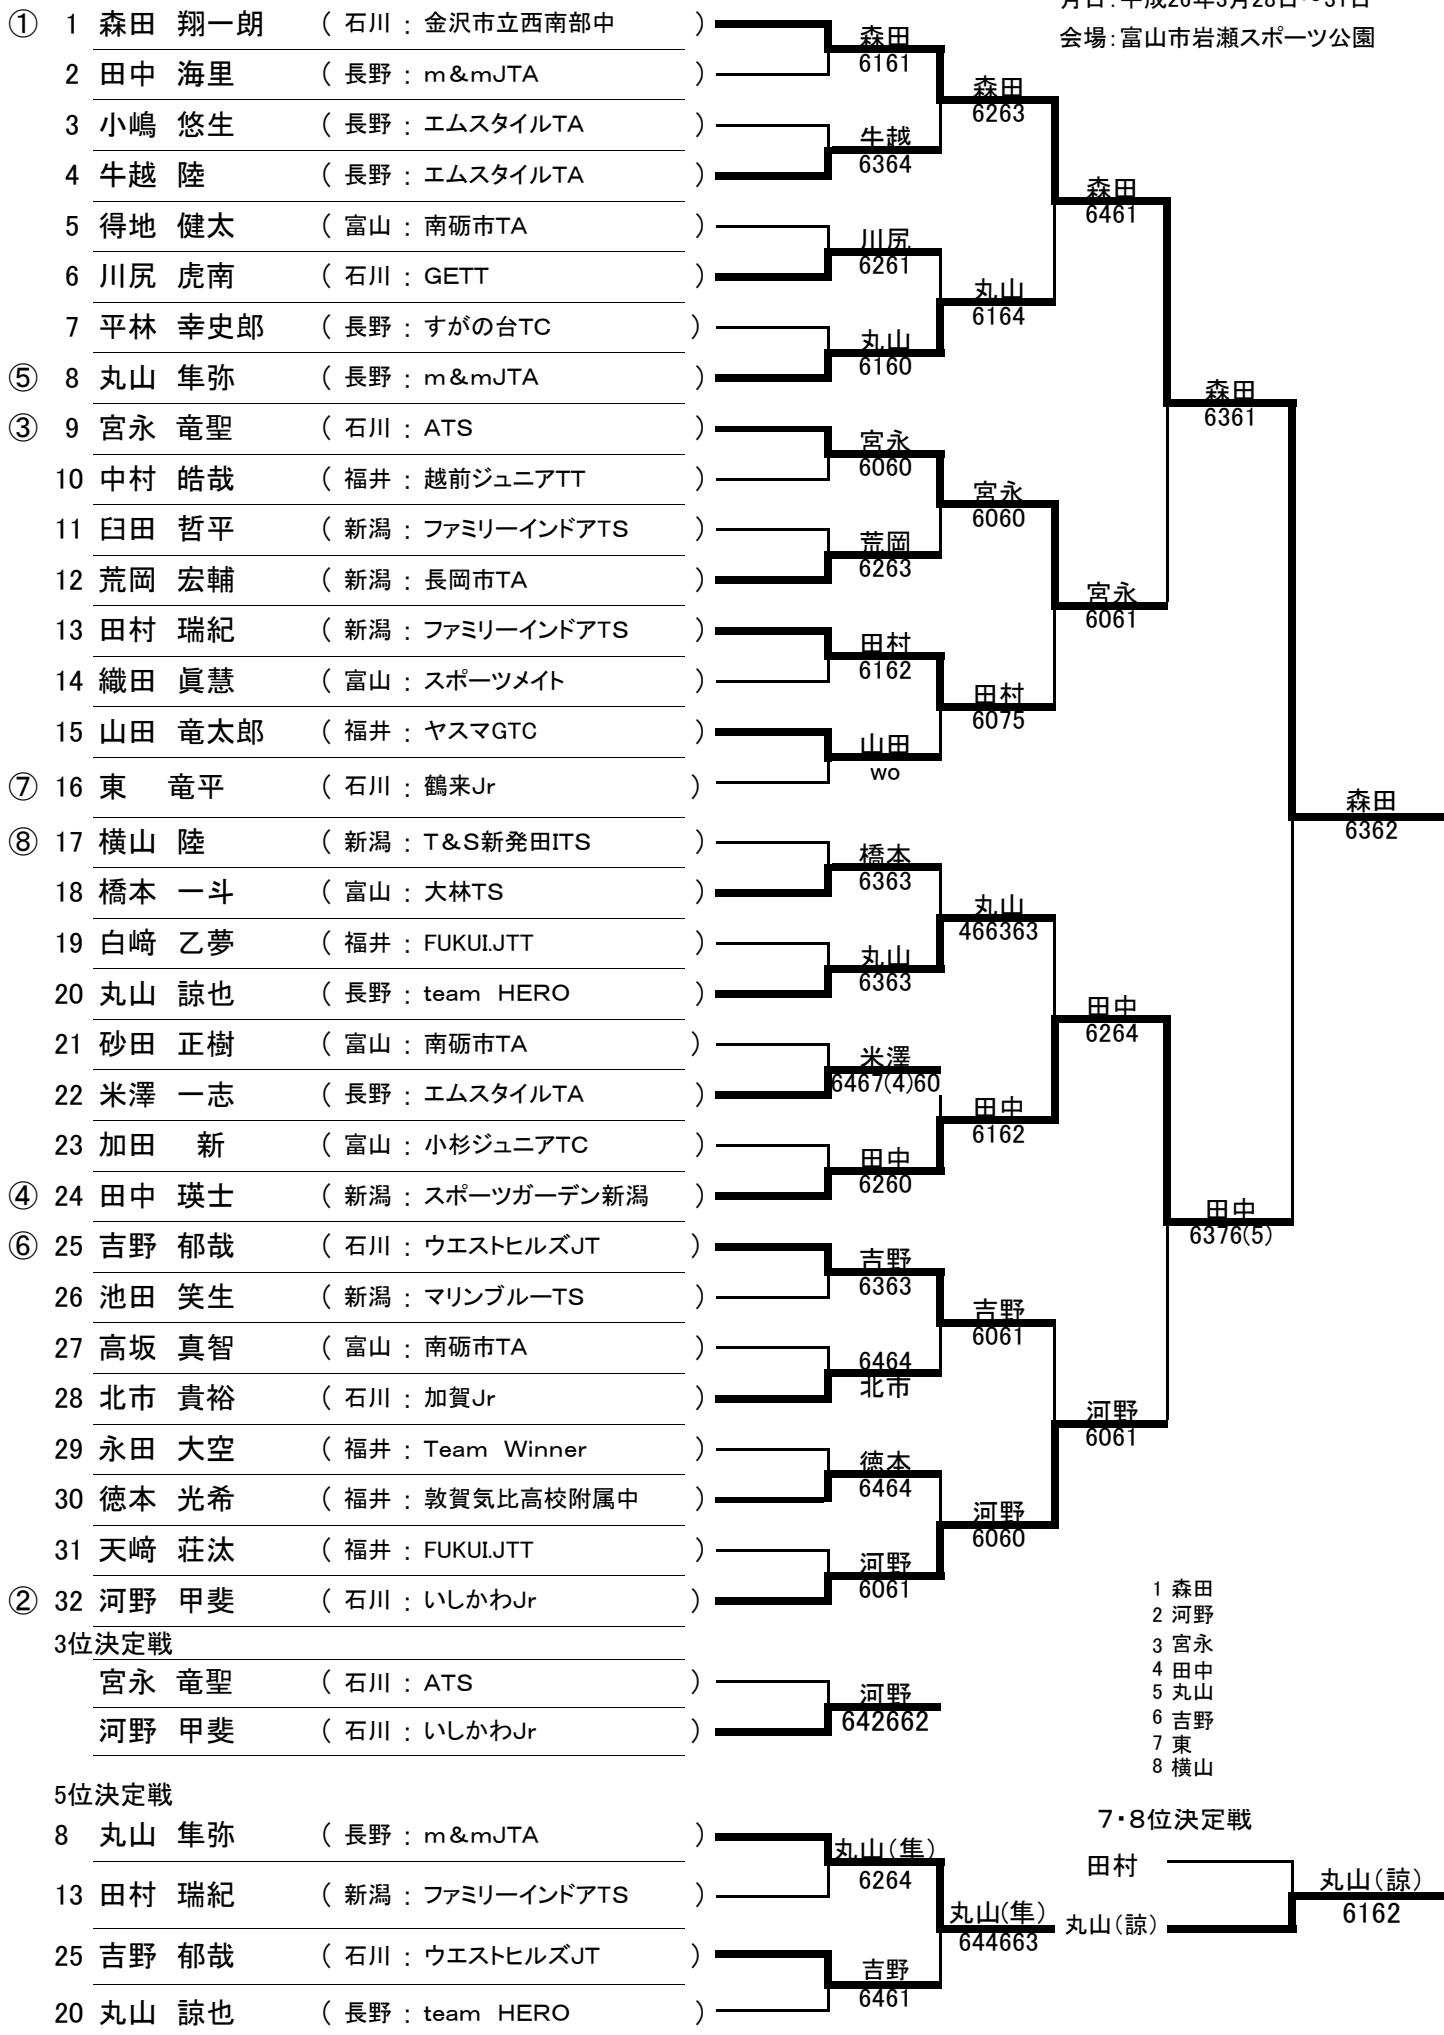 月日：平成26年3月28日～31日
会場：富山市岩瀬スポーツ公園
① 1 森田 翔一朗 （ 石川 ： 金沢市立西南部中 ）
2 田中 海里 （ 長野 ： m＆mJTA ）
3 小嶋 悠生 （ 長野 ： エムスタイルTA ）
4 牛越 陸 （ 長野 ： エムスタイルTA ）
5 得地 健太 （ 富山 ： 南砺市TA ）
6 川尻 虎南 （ 石川 ： GETT ）
7 平林 幸史郎 （ 長野 ： すがの台TC ）
⑤ 8 丸山 隼弥 （ 長野 ： m＆mJTA ）
③ 9 宮永 竜聖 （ 石川 ： ATS ）
10 中村 皓哉 （ 福井 ： 越前ジュニアTT ）
11 臼田 哲平 （ 新潟 ： ファミリーインドアTS ）
12 荒岡 宏輔 （ 新潟 ： 長岡市TA ）
13 田村 瑞紀 （ 新潟 ： ファミリーインドアTS ）
14 織田 眞慧 （ 富山 ： スポーツメイト ）
15 山田 竜太郎 （ 福井 ： ヤスマGTC ）
⑦ 16 東 竜平 （ 石川 ： 鶴来Jr ）
⑧ 17 横山 陸 （ 新潟 ： T＆S新発田ITS ）
18 橋本 一斗 （ 富山 ： 大林TS ）
19 白﨑 乙夢 （ 福井 ： FUKUI.JTT ）
20 丸山 諒也 （ 長野 ： team HERO ）
21 砂田 正樹 （ 富山 ： 南砺市TA ）
22 米澤 一志 （ 長野 ： エムスタイルTA ）
23 加田 新 （ 富山 ： 小杉ジュニアTC ）
④ 24 田中 瑛士 （ 新潟 ： スポーツガーデン新潟 ）
⑥ 25 吉野 郁哉 （ 石川 ： ウエストヒルズJT ）
26 池田 笑生 （ 新潟 ： マリンブルーTS ）
27 高坂 真智 （ 富山 ： 南砺市TA ）
28 北市 貴裕 （ 石川 ： 加賀Jr ）
29 永田 大空 （ 福井 ： Team Winner ）
30 徳本 光希 （ 福井 ： 敦賀気比高校附属中 ）
31 天﨑 荘汰 （ 福井 ： FUKUI.JTT ）
② 32 河野 甲斐 （ 石川 ： いしかわJr ）
森田
6161
牛越
6364
川尻
6261
丸山
6160
宮永
6060
荒岡
6263
田村
6162
山田
wo
橋本
6363
丸山
6363
米澤
6467(4)60
田中
6260
吉野
6363
6464
北市
徳本
6464
河野
6061
森田
6263
丸山
6164
宮永
6060
田村
6075
丸山
466363
田中
6162
吉野
6061
河野
6060
森田
6461
宮永
6061
田中
6264
河野
6061
森田
6361
田中
6376(5)
森田
6362
1 森田
2 河野
3 宮永
4 田中
5 丸山
6 吉野
7 東
8 横山
3位決定戦
宮永 竜聖 （ 石川 ： ATS ）
河野 甲斐 （ 石川 ： いしかわJr ）
河野
642662
5位決定戦
8 丸山 隼弥 （ 長野 ： m＆mJTA ）
13 田村 瑞紀 （ 新潟 ： ファミリーインドアTS ）
25 吉野 郁哉 （ 石川 ： ウエストヒルズJT ）
20 丸山 諒也 （ 長野 ： team HERO ）
丸山（隼）
6264
吉野
6461
丸山（隼）
644663
7・8位決定戦
田村
丸山（諒）
丸山（諒）
6162